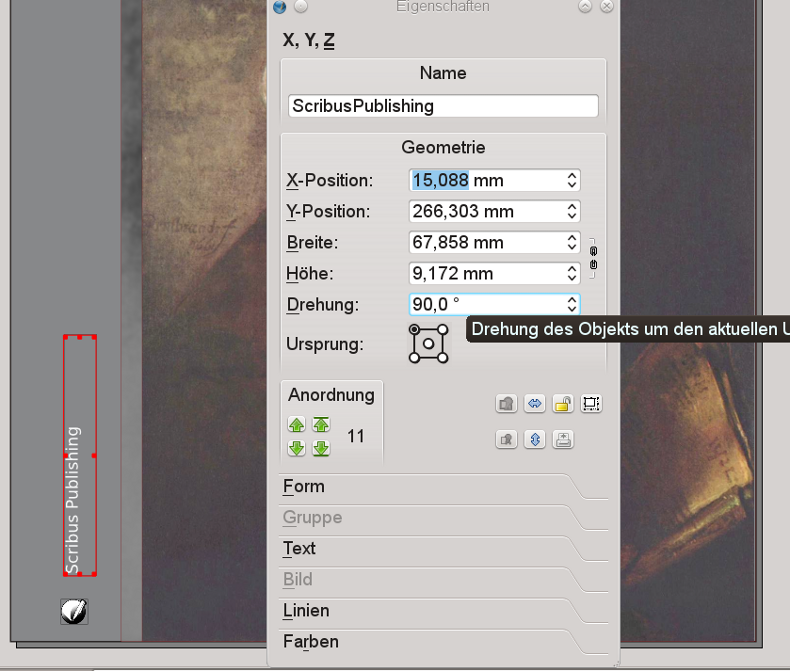 Eigenschaften
X, Y, Z
Name
ScribusPublishing
Geometrie
X-Position: 15,088 mm
Y-Position: 266,303 mm
Breite: 67,858 mm
Höhe: 9,172 mm
Drehung: 90,0 °
Drehung des Objekts um den aktuellen U
Ursprung:
Anordnung
11
Form
Gruppe
Text
Bild
Linien
Farben
Scribus Publishing